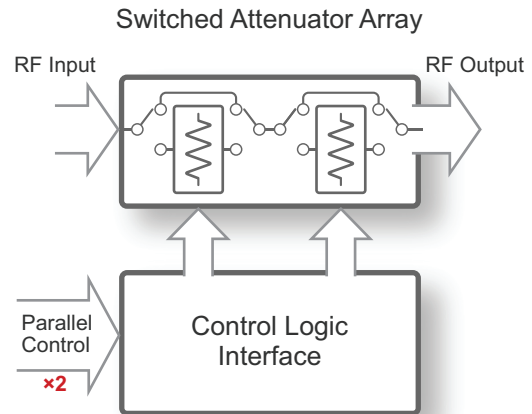 Switched Attenuator Array
RF Input
RF Output
Parallel
Control
×2
Control Logic
Interface